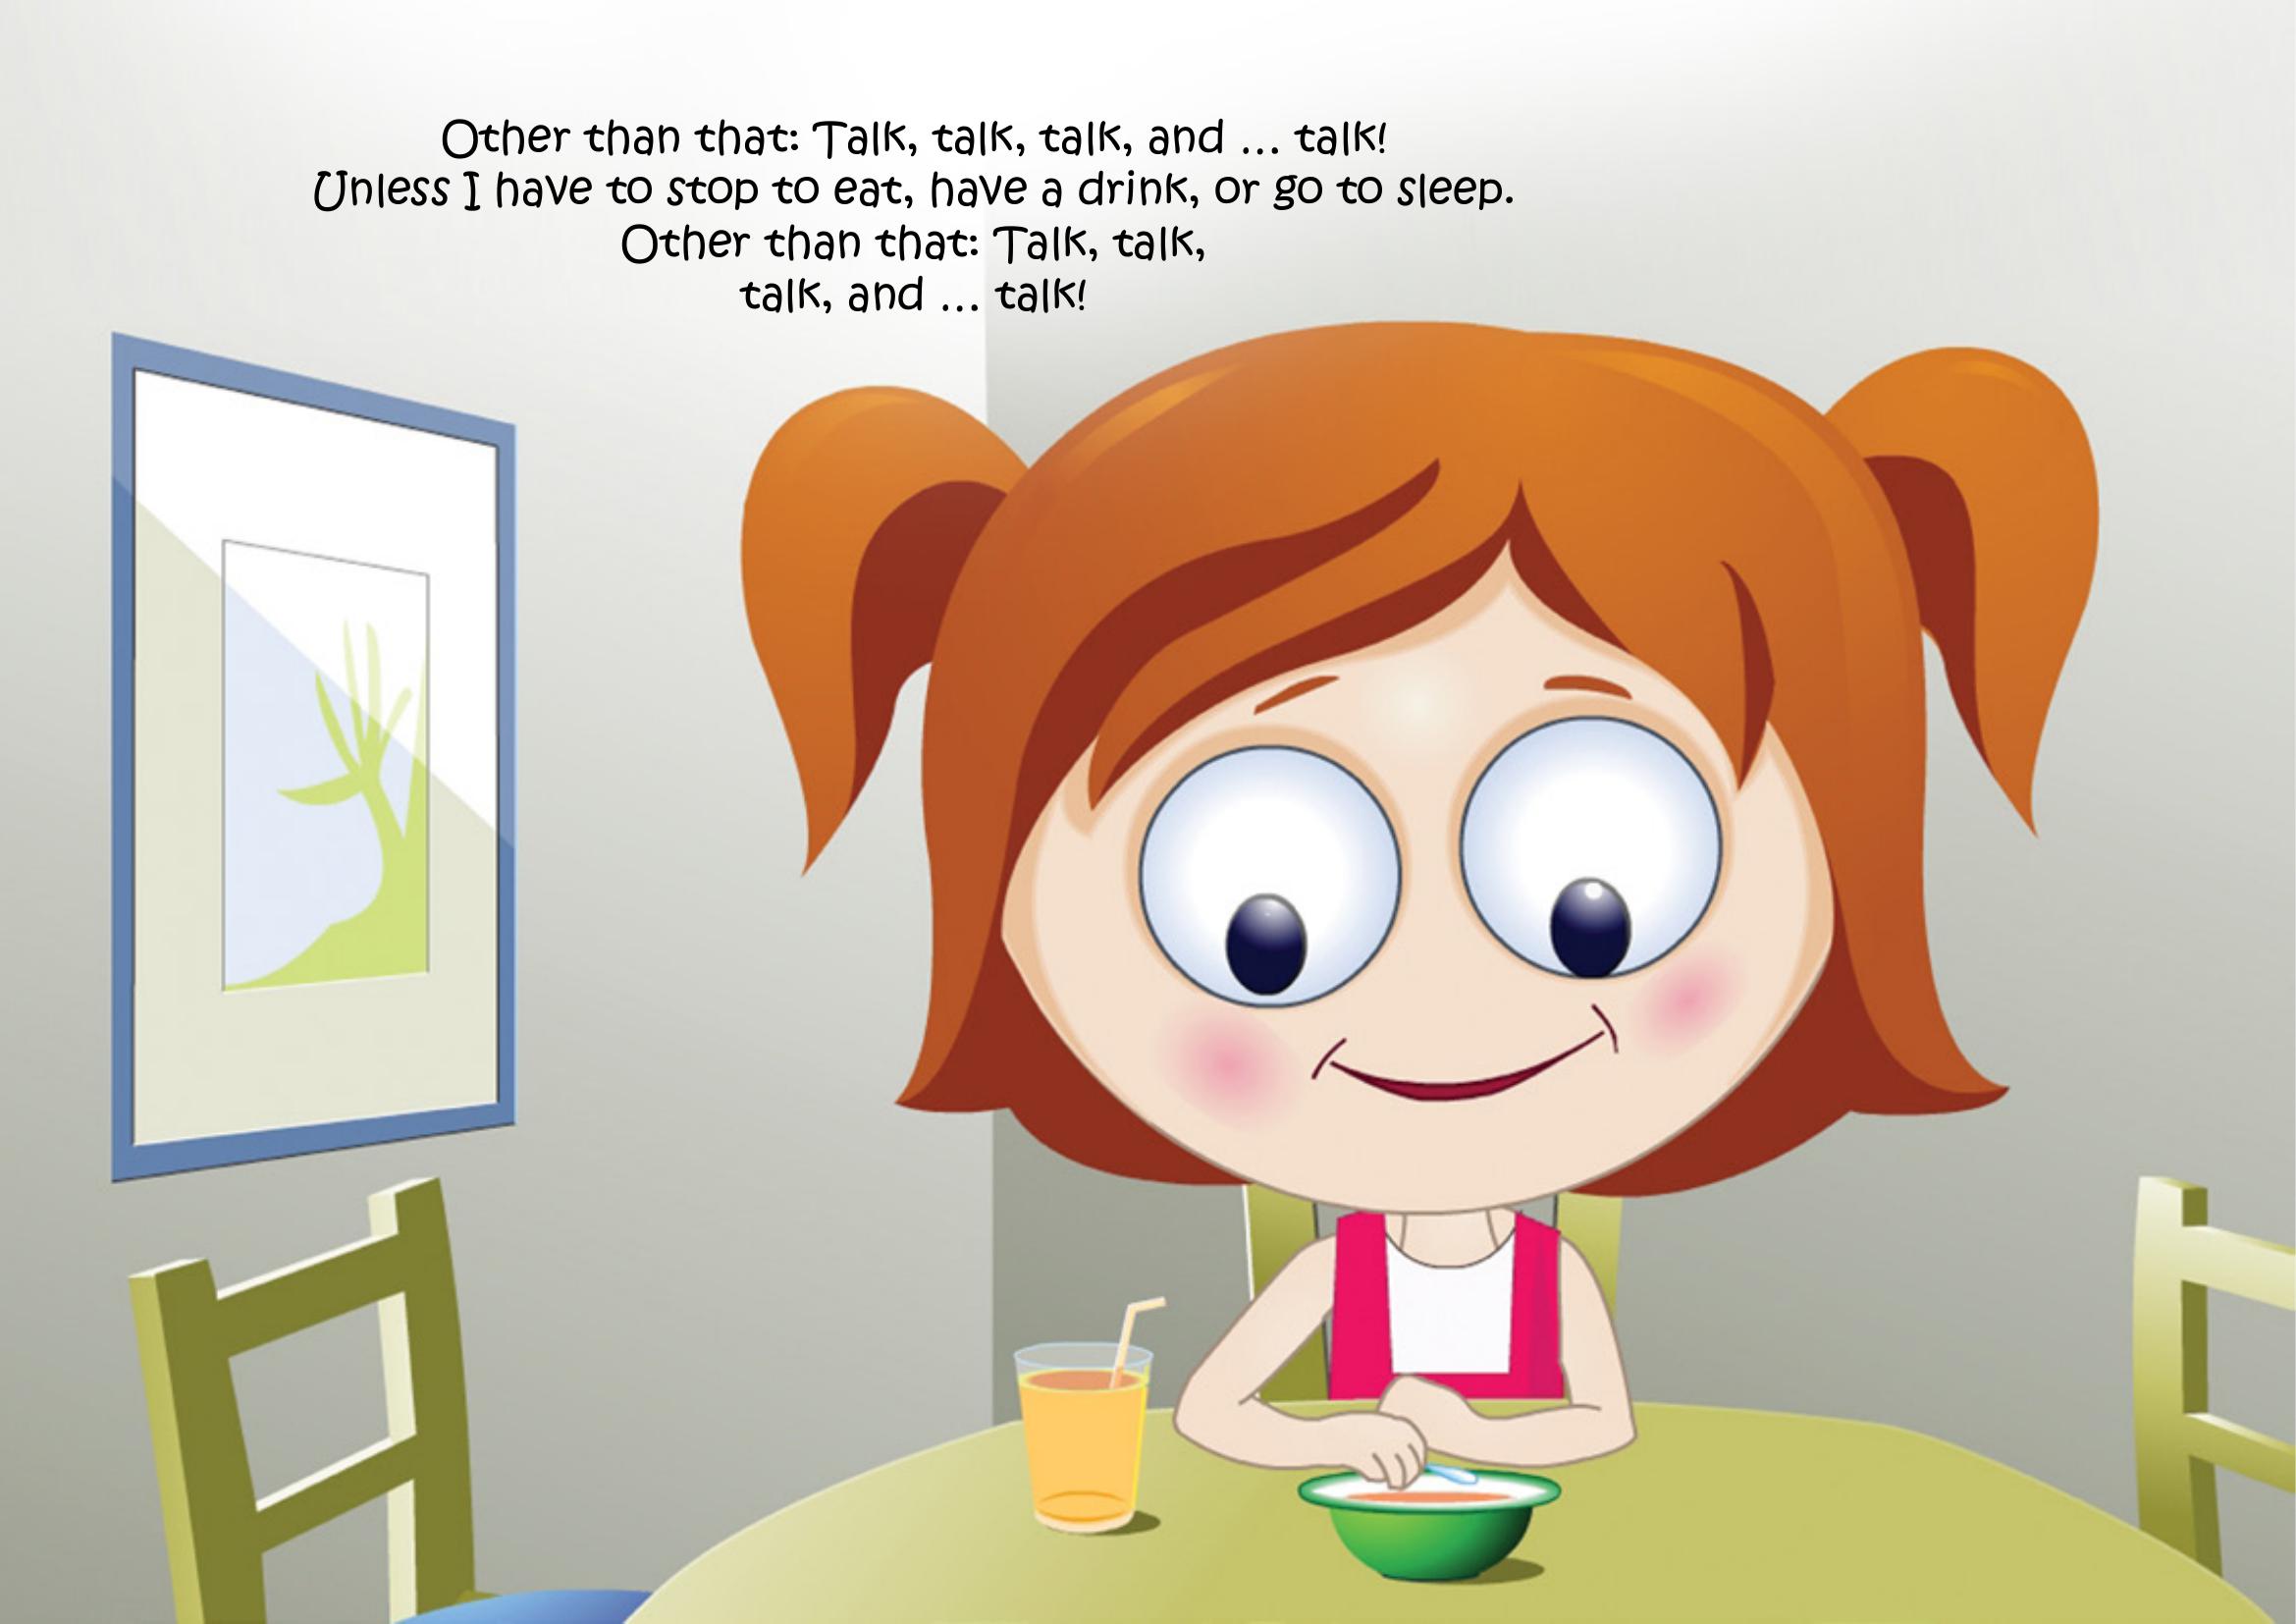 Other than that: Talk, talk, talk, and ... talk!
Unless I have to stop to eat, have a drink, or go to sleep.
Other than that: Talk, talk,
talk, and ... talk!